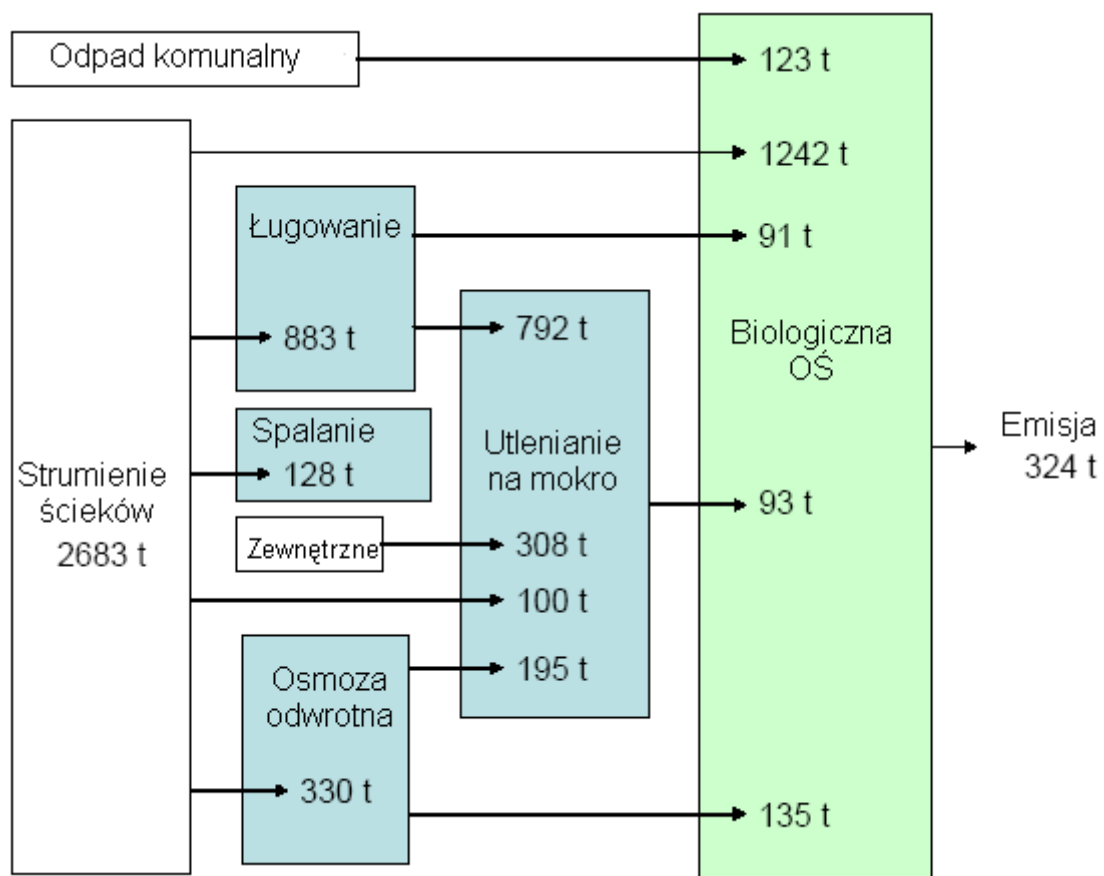 Odpad komunalny
123 t
1242 t
Ługowanie
91 t
883 t
792 t
Biologiczna
OŚ
Spalanie
128 t
Utlenianie
na mokro
Emisja
324 t
Strumienie
ścieków
2683 t
93 t
Zewnętrzne
308 t
100 t
195 t
Osmoza
odwrotna
330 t
135 t